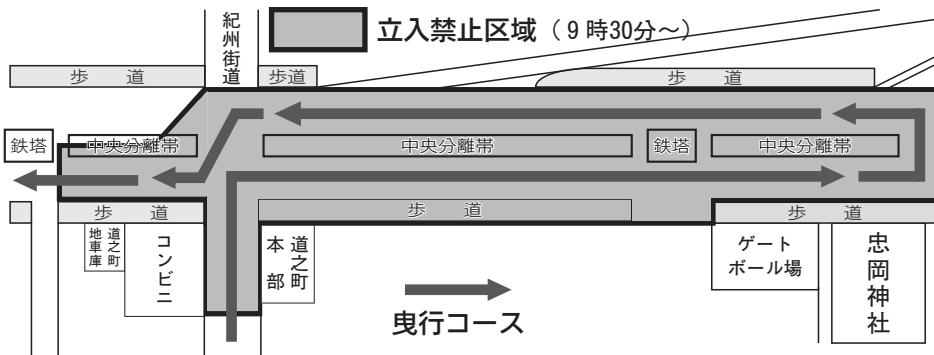 紀州街道
立入禁止区域（９時30分～）
歩　道
歩道
歩　道
鉄塔
中央分離帯
中央分離帯
鉄塔
中央分離帯
歩　道
歩　道
歩　道
道之町
地車庫
コンビニ
道之町
本部
ゲート
ボール場
忠岡神社
曳行コース